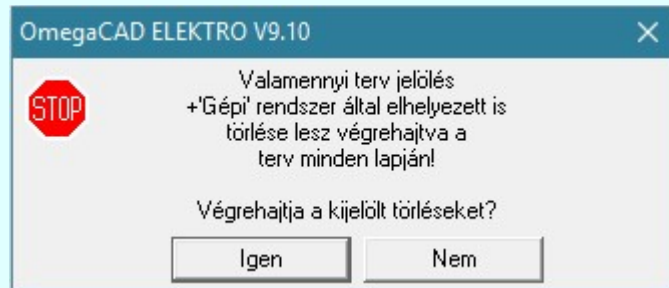 OmegaCAD ELEKTRO V9.10
STOP
Valamennyi terv jelölés
+'Gépi' rendszer által elhelyezett is
törlése lesz végrehajtva a
terv minden lapján!
Végrehajtja a kijelölt törléseket?
Igen
Nem